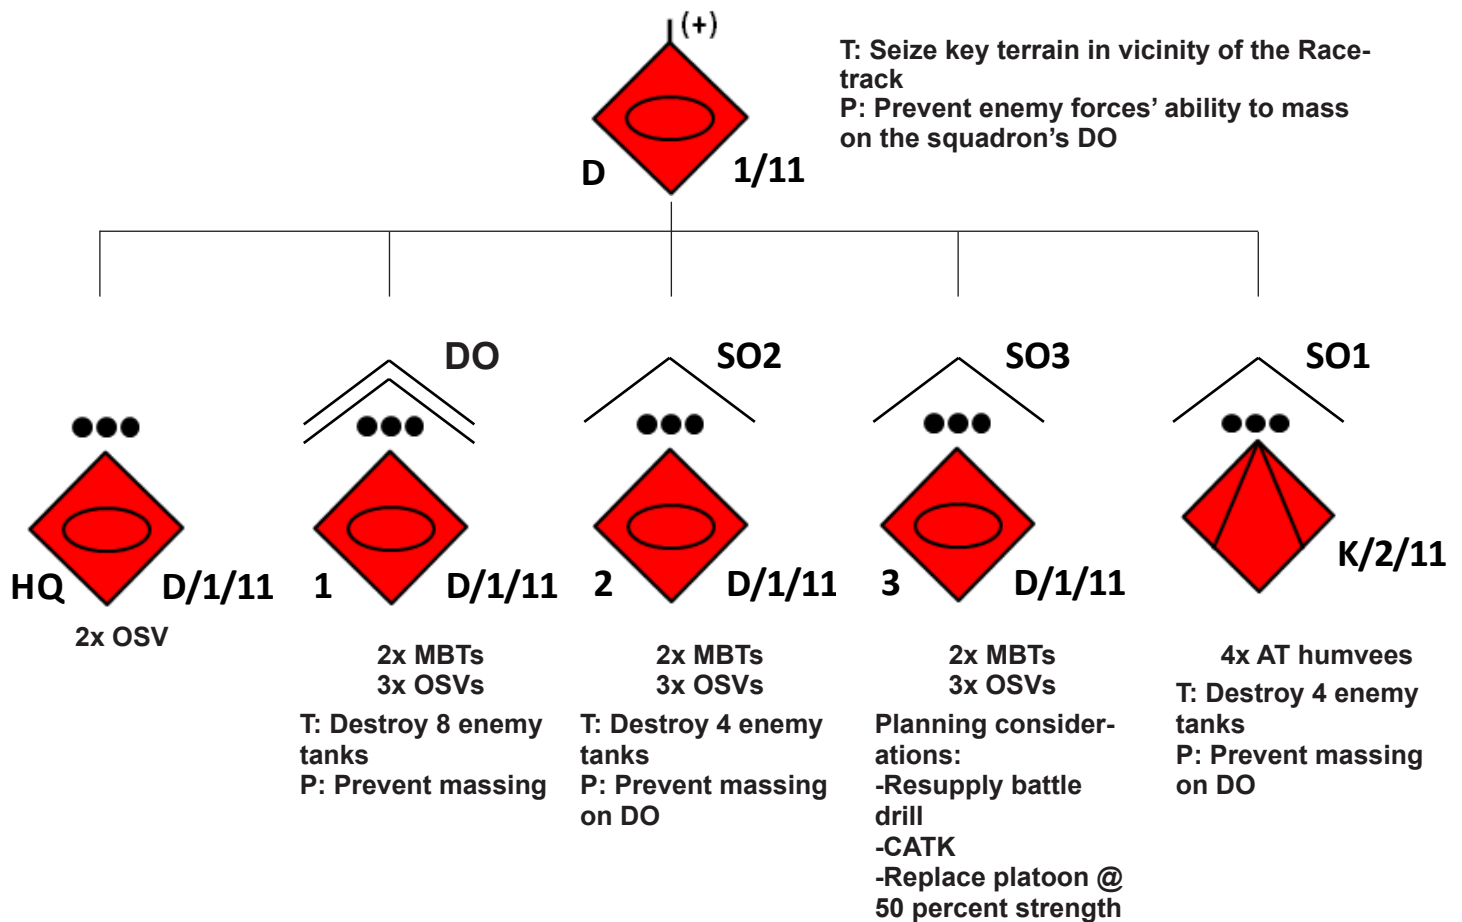 (+)
T: Seize key terrain in vicinity of the Race-
track
P: Prevent enemy forces’ ability to mass
on the squadron’s DO
D
1/11
DO
SO2
SO3
SO1
HQ
D/1/11
1
D/1/11
2
D/1/11
3
D/1/11
K/2/11
2x OSV
2x MBTs
3x OSVs
T: Destroy 8 enemy
tanks
P: Prevent massing
2x MBTs
3x OSVs
T: Destroy 4 enemy
tanks
P: Prevent massing
on DO
2x MBTs
3x OSVs
Planning consider-
ations:
-Resupply battle
drill
-CATK
-Replace platoon @
50 percent strength
4x AT humvees
T: Destroy 4 enemy
tanks
P: Prevent massing
on DO